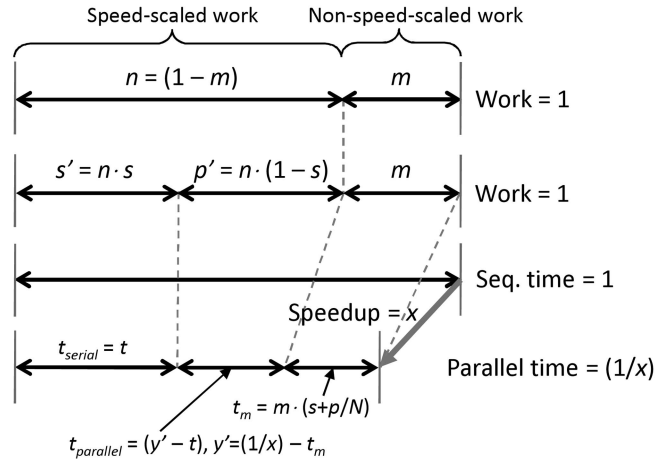 Speed-scaled work Non-speed-scaled work
n = (1 – m) m Work = 1
s’ = n· s p’ = n· (1 – s) m Work = 1
Seq. time = 1
Speedup = x
t_serial = t Parallel time = (1/x)
t_m = m · (s+p/N)
t_parallel = (y’ – t), y’=(1/x) – t_m